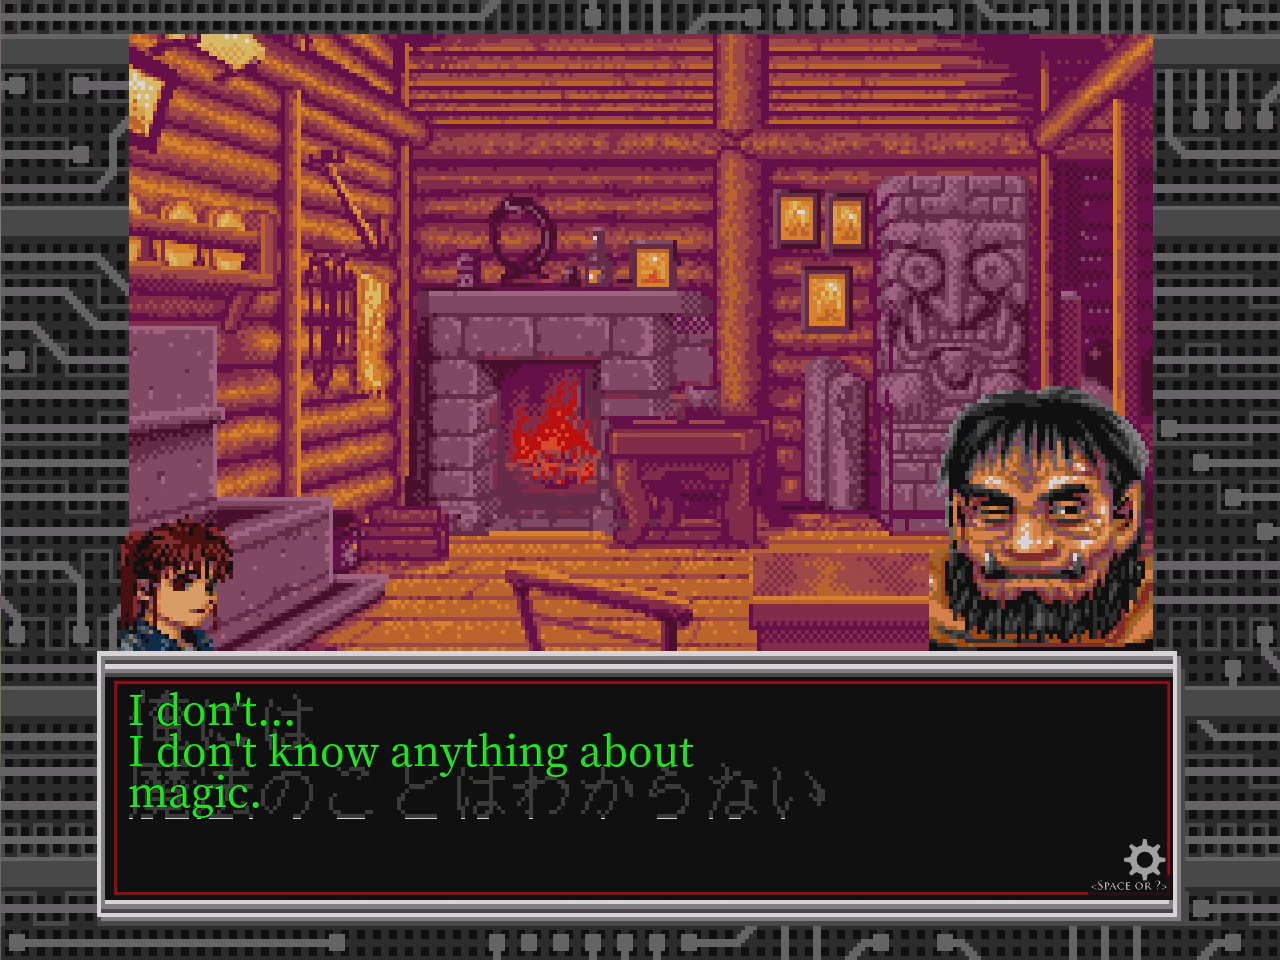 I don't...
I don't know anything about
magic.
のことはわからない
<Space or ?>